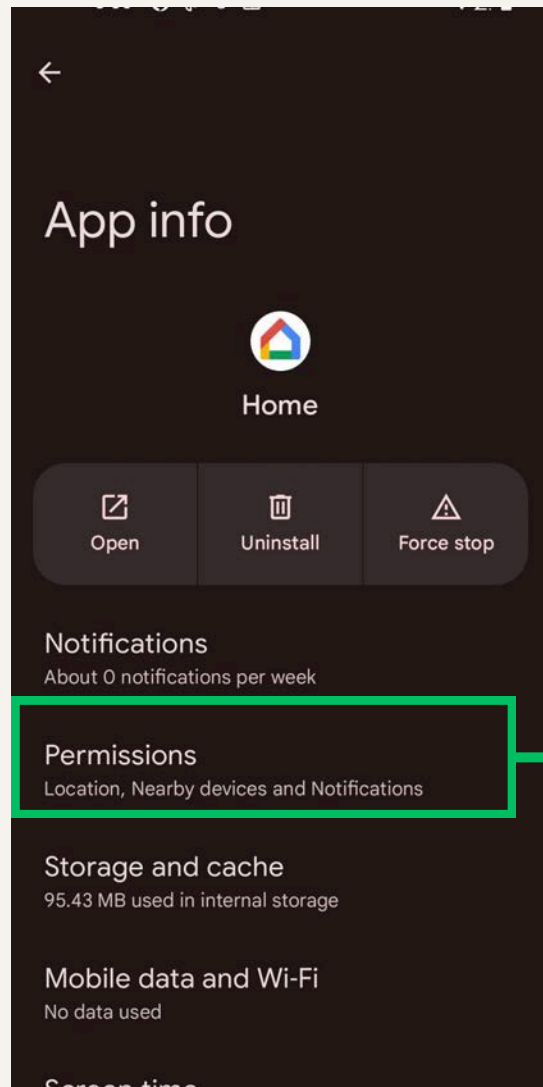 App info
Home
Open
Uninstall
Force stop
Notifications
About 0 notifications per week
Permissions
Location, Nearby devices and Notifications
Storage and cache
95.43 MB used in internal storage
Mobile data and Wi-Fi
No data used